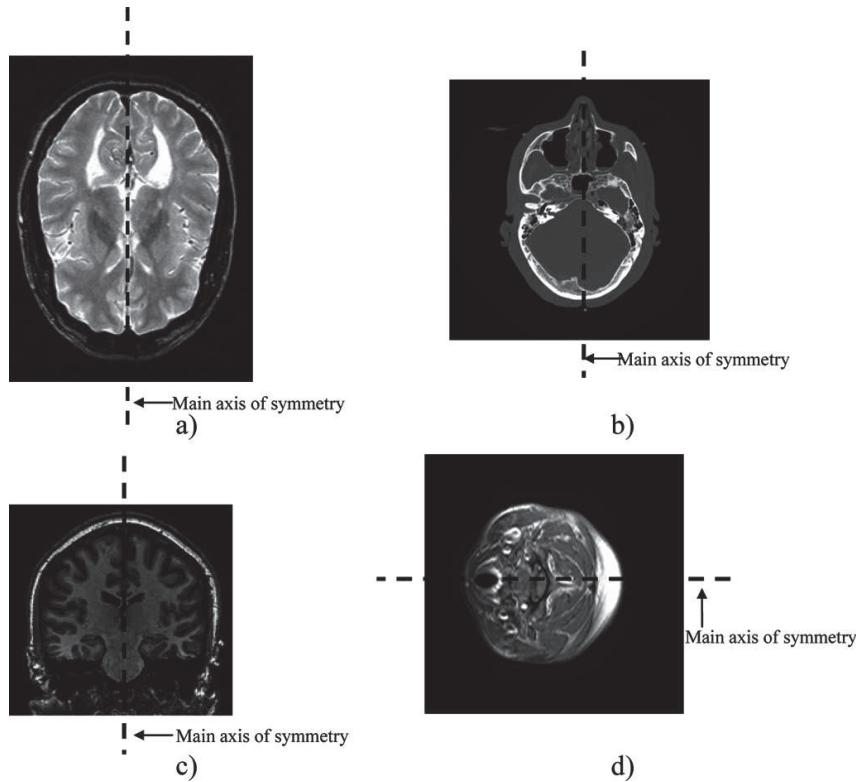 Main axis of symmetry
a)
Main axis of symmetry
b)
Main axis of symmetry
c)
Main axis of symmetry
d)